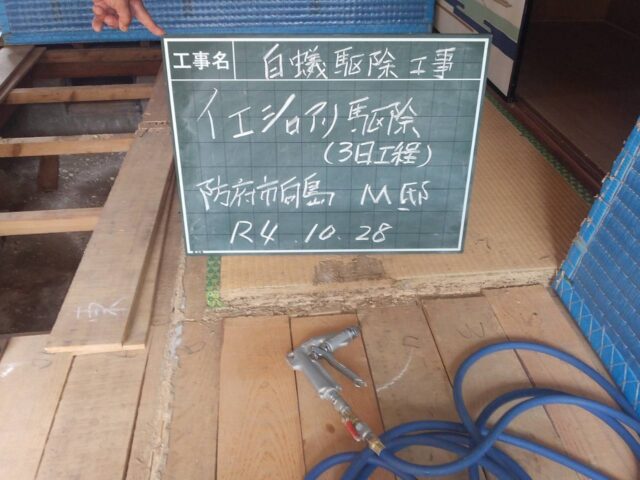 工事名 白蟻駆除工事
イエシロアリ駆除
(3日工程)
防府市向島 M邸
R4.10.28